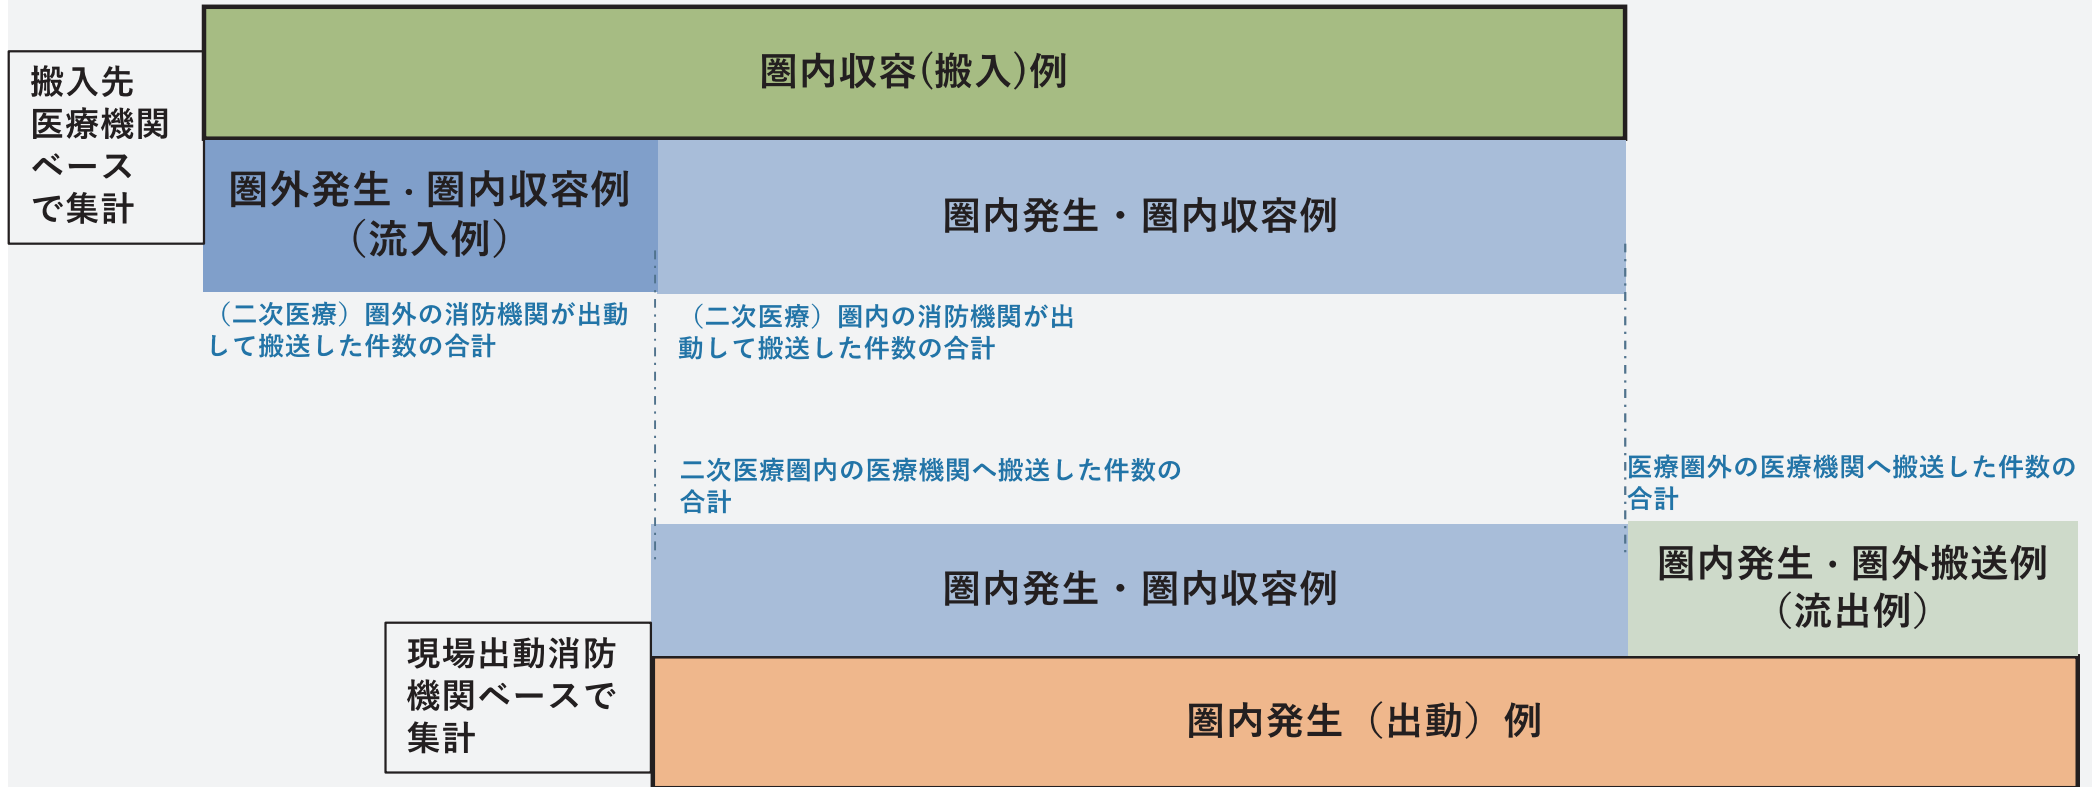 圏内収容(搬入)例
搬入先
医療機関
ベース
で集計
圏外発生・圏内収容例
（流入例）
圏内発生・圏内収容例
（二次医療）圏外の消防機関が出動
して搬送した件数の合計
（二次医療）圏内の消防機関が出
動して搬送した件数の合計
二次医療圏内の医療機関へ搬送した件数の
合計
医療圏外の医療機関へ搬送した件数の
合計
圏内発生・圏内収容例
圏内発生・圏外搬送例
（流出例）
現場出動消防
機関ベースで
集計
圏内発生（出動）例